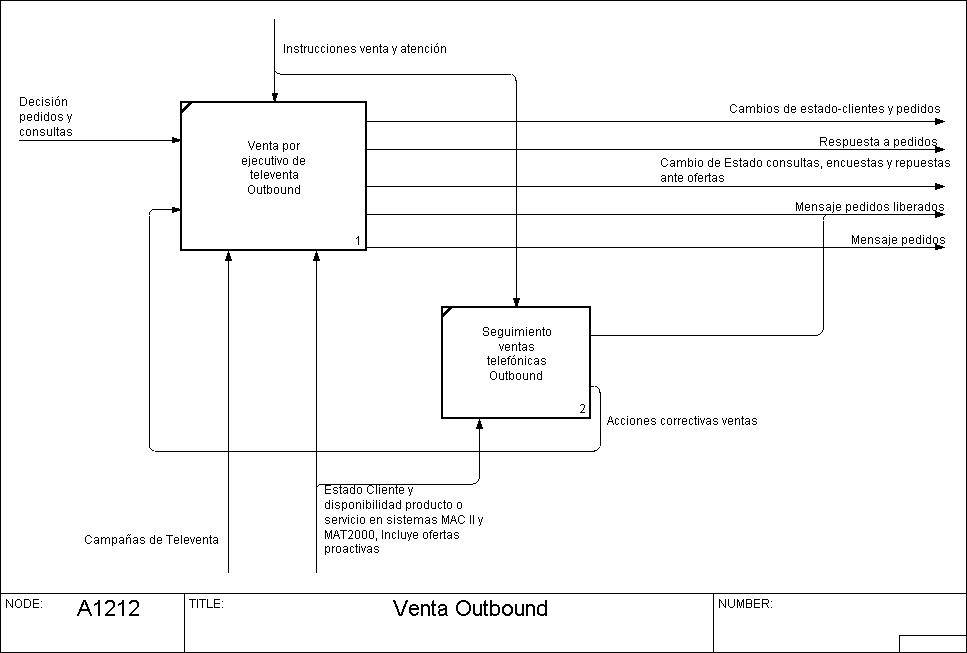 Instrucciones venta y atención
Decisión
pedidos y
consultas
Cambios de estado-clientes y pedidos
Venta por
ejecutivo de
televenta
Outbound
1
Respuesta a pedidos
Cambio de Estado consultas, encuestas y repuestas
ante ofertas
Mensaje pedidos liberados
Mensaje pedidos
Seguimiento
ventas
telefónicas
Outbound
2
Acciones correctivas ventas
Estado Cliente y
disponibilidad producto o
servicio en sistemas MAC II y
MAT2000, Incluye ofertas
proactivas
Campañas de Televenta
NODE:
A1212
TITLE:
Venta Outbound
NUMBER: